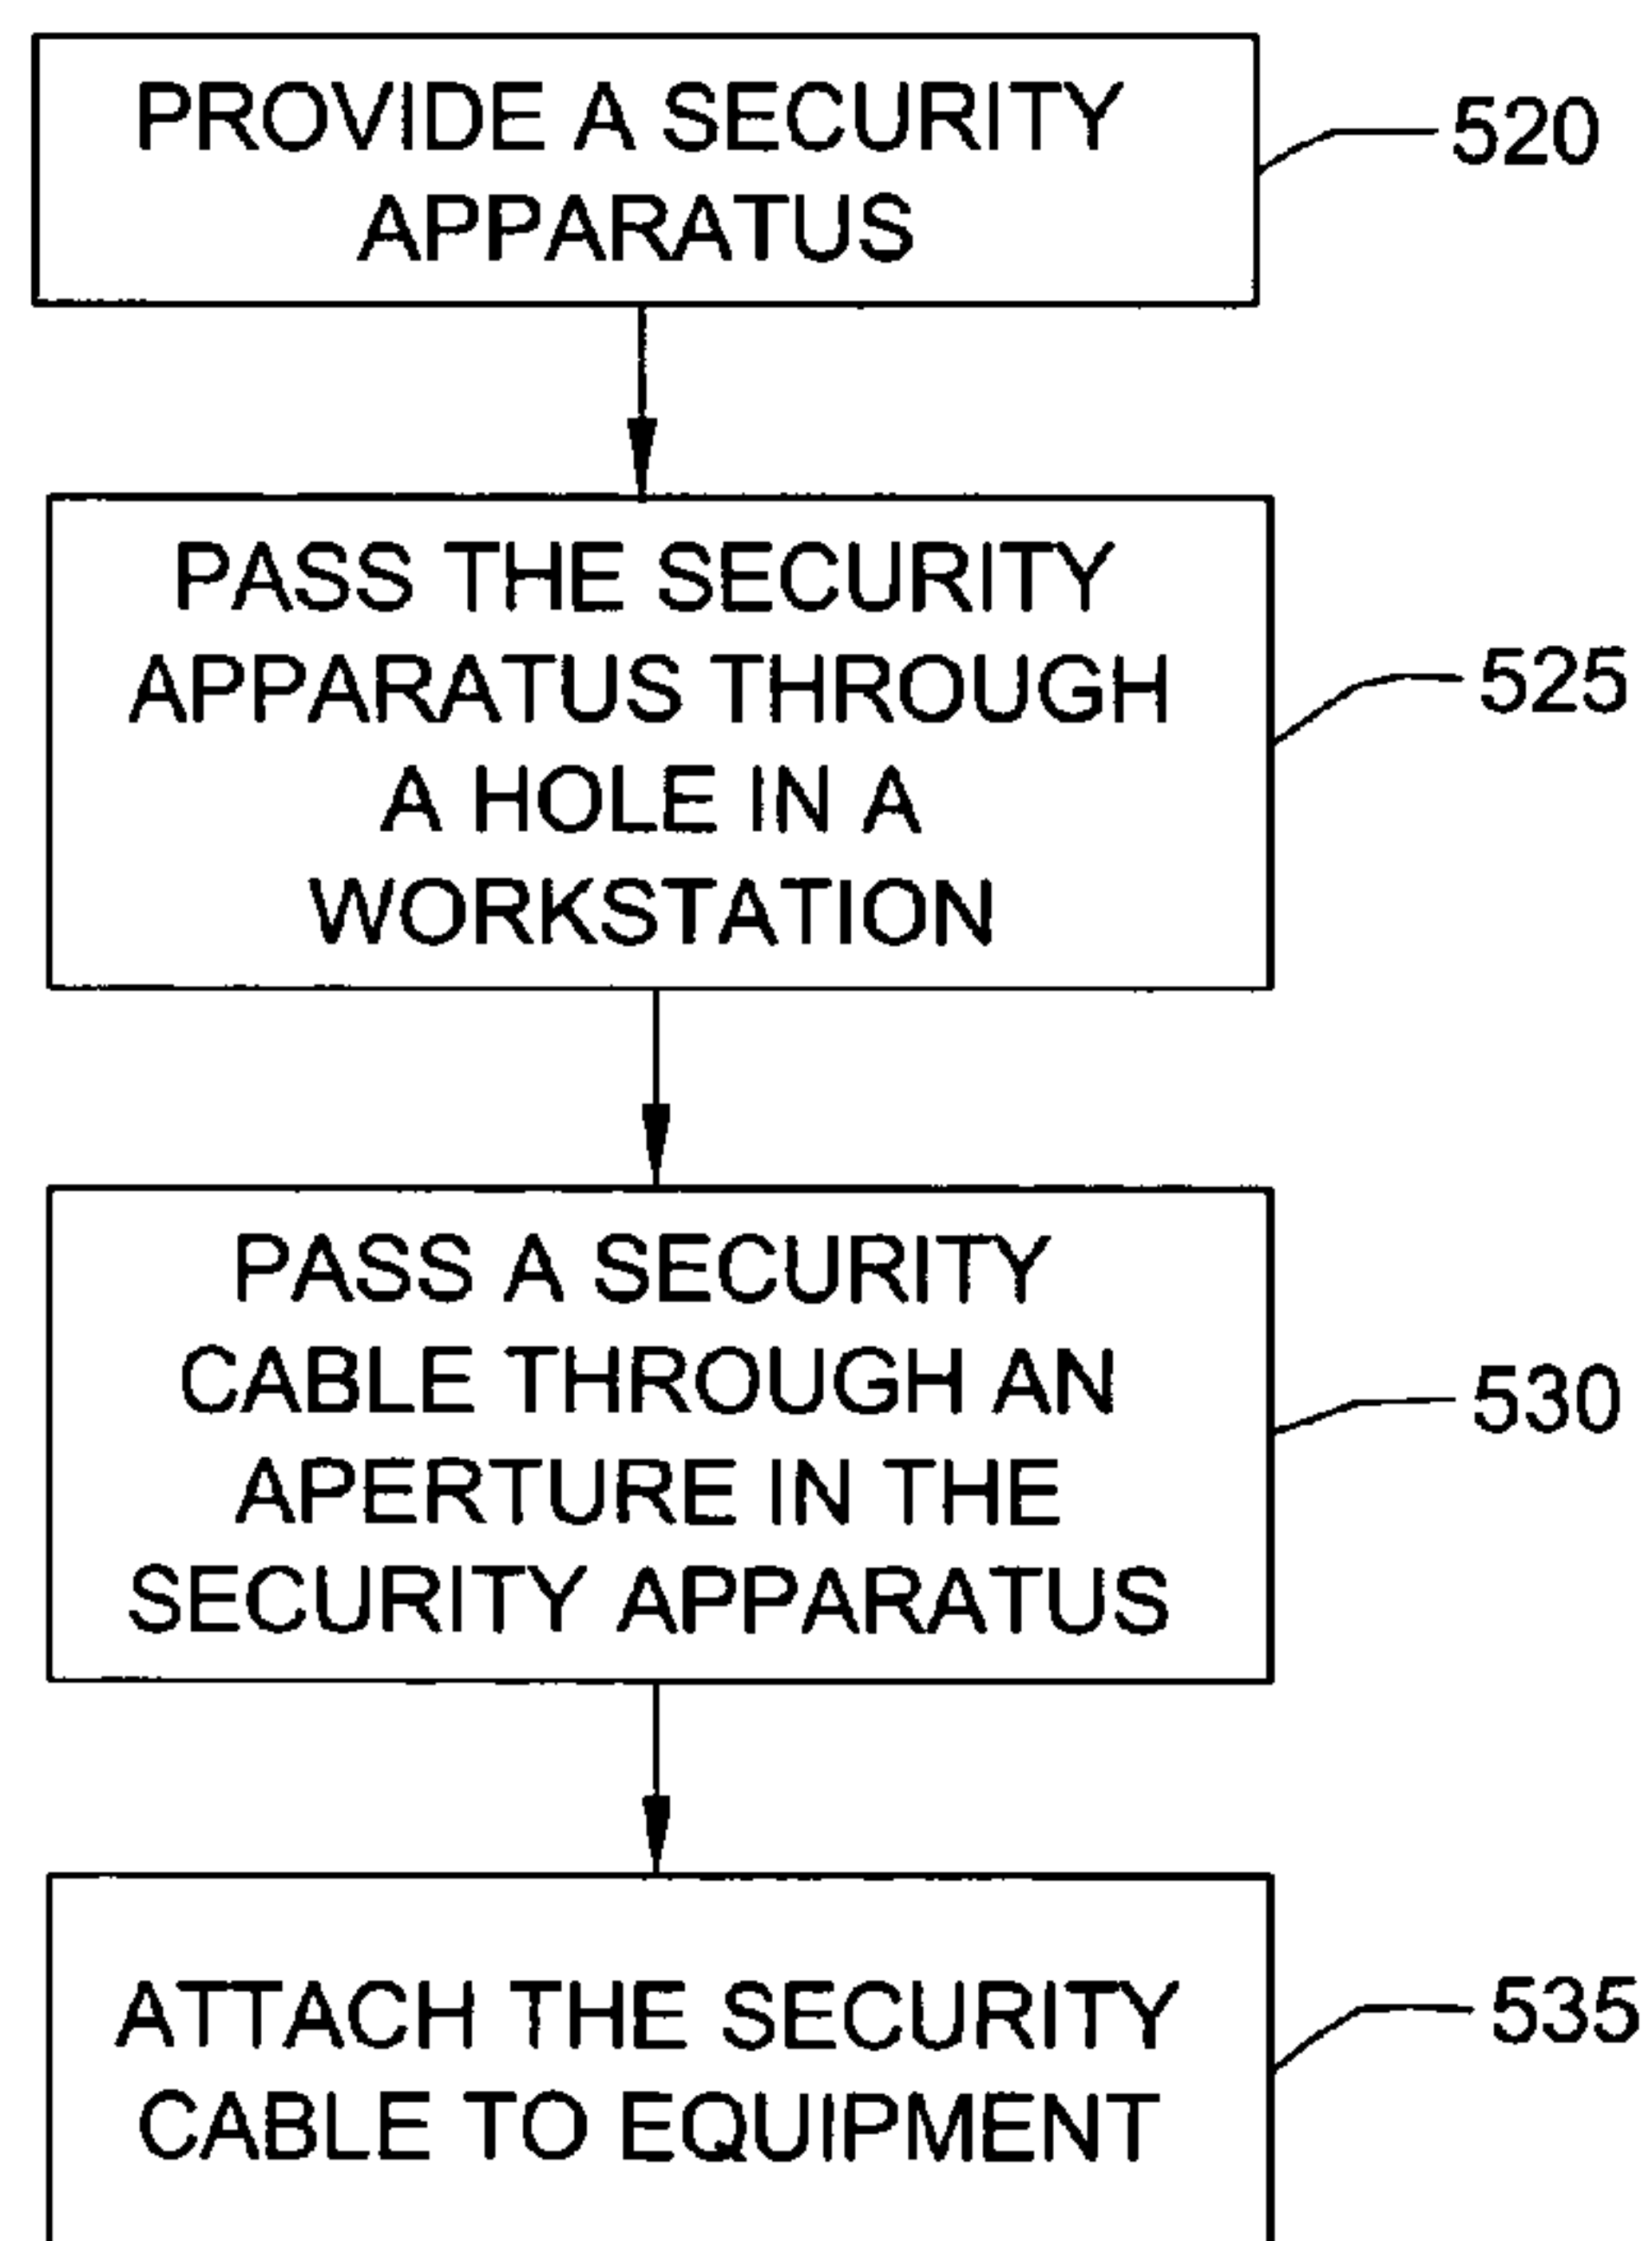 PROVIDE A SECURITY
APPARATUS
520
PASS THE SECURITY
APPARATUS THROUGH
A HOLE IN A
WORKSTATION
525
PASS A SECURITY
CABLE THROUGH AN
APERTURE IN THE
SECURITY APPARATUS
530
ATTACH THE SECURITY
CABLE TO EQUIPMENT
535